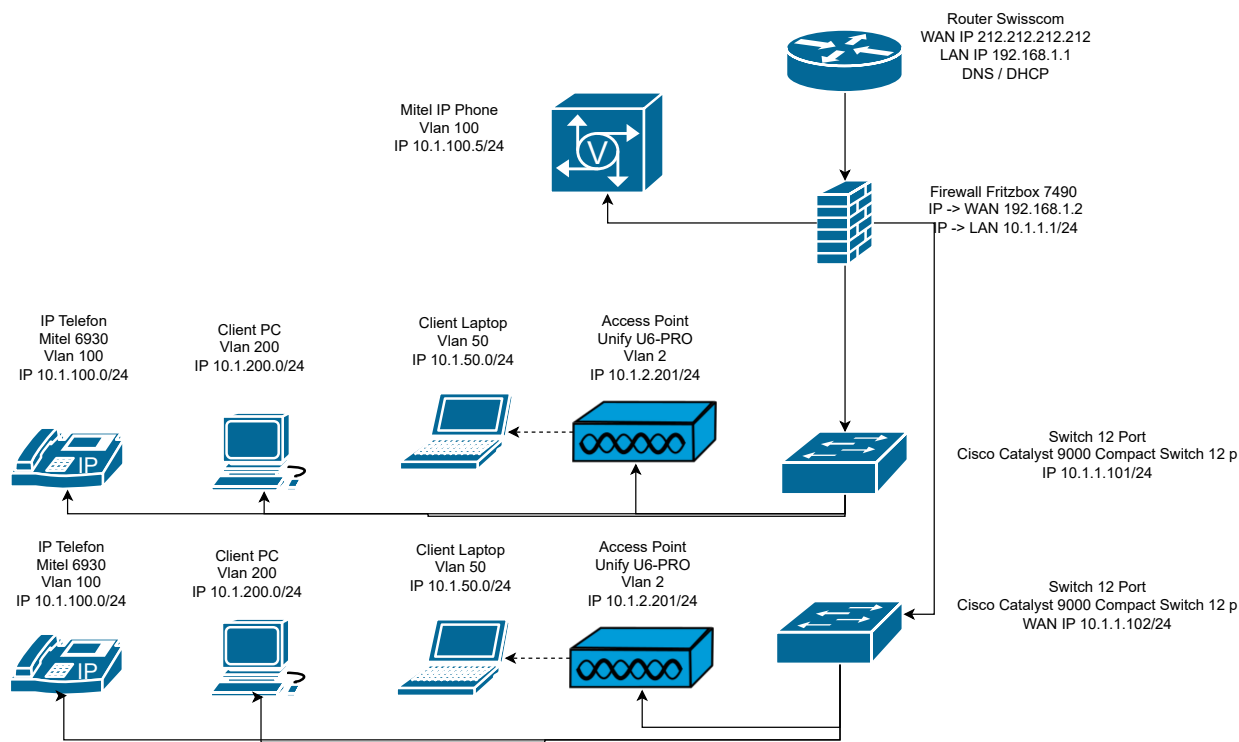 Router Swisscom
WAN IP 212.212.212.212
LAN IP 192.168.1.1
DNS / DHCP
Mitel IP Phone
Vlan 100
IP 10.1.100.5/24
V
Firewall Fritzbox 7490
IP -> WAN 192.168.1.2
IP -> LAN 10.1.1.1/24
IP Telefon
Mitel 6930
Vlan 100
IP 10.1.100.0/24
IP
Client PC
Vlan 200
IP 10.1.200.0/24
Client Laptop
Vlan 50
IP 10.1.50.0/24
Access Point
Unify U6-PRO
Vlan 2
IP 10.1.2.201/24
Switch 12 Port
Cisco Catalyst 9000 Compact Switch 12 p
IP 10.1.1.101/24
IP Telefon
Mitel 6930
Vlan 100
IP 10.1.100.0/24
IP
Client PC
Vlan 200
IP 10.1.200.0/24
Client Laptop
Vlan 50
IP 10.1.50.0/24
Access Point
Unify U6-PRO
Vlan 2
IP 10.1.2.201/24
Switch 12 Port
Cisco Catalyst 9000 Compact Switch 12 p
WAN IP 10.1.1.102/24